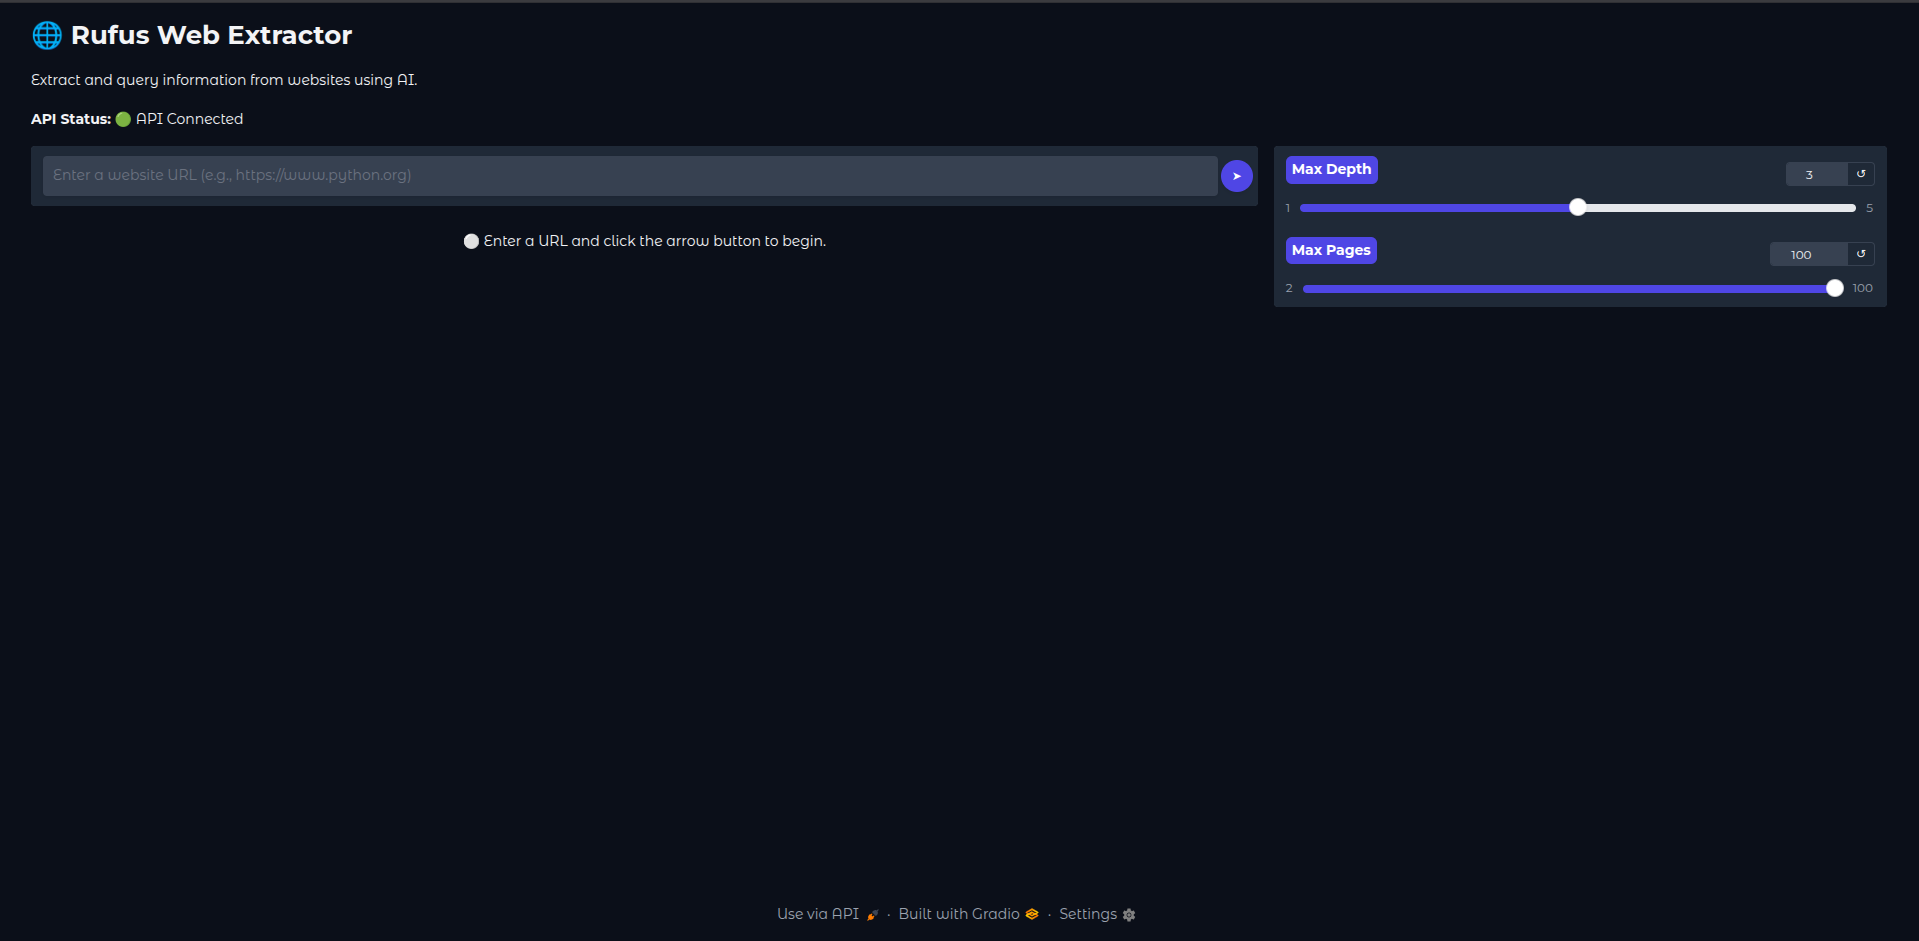 🌐 Rufus Web Extractor
Extract and query information from websites using AI.
API Status: 🟢 API Connected
Enter a website URL (e.g., https://www.python.org)
➤
⚪ Enter a URL and click the arrow button to begin.
Max Depth
3 ↺
1 5
Max Pages
100 ↺
2 100
Use via API 🚀 · Built with Gradio · Settings ⚙